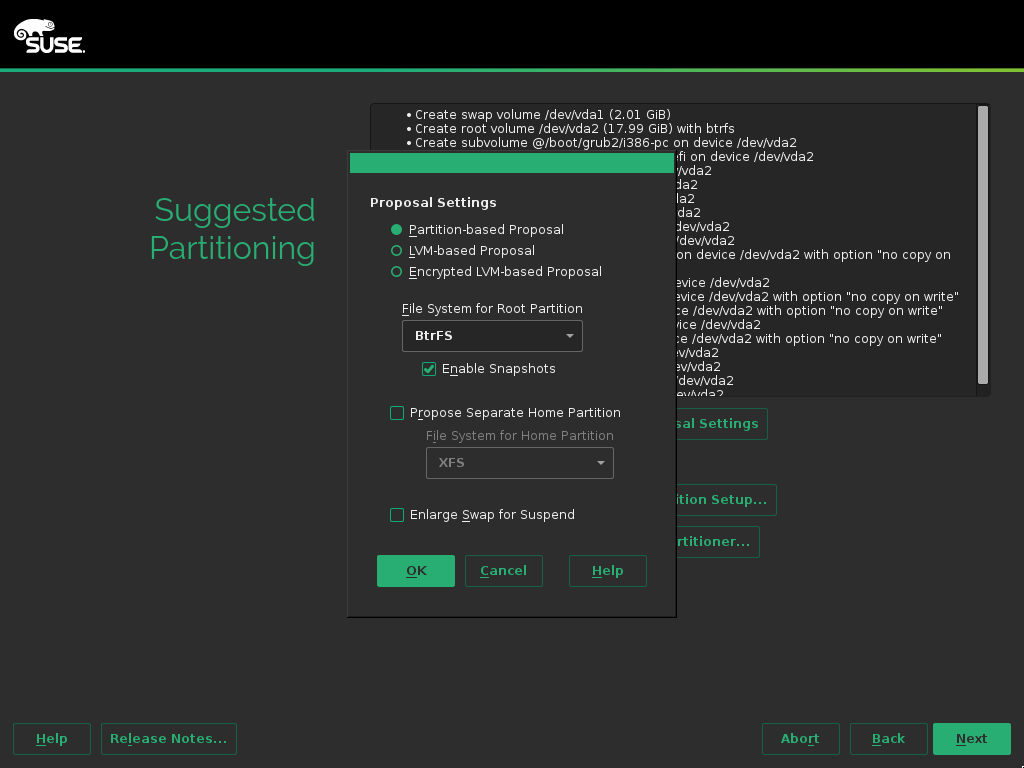 SUSE.
• Create swap volume /dev/vda1 (2.01 GiB)
• Create root volume /dev/vda2 (17.99 GiB) with btrfs
• Create subvolume @/boot/grub2/i386-pc on device /dev/vda2
efi on device /dev/vda2
/vda2
da2
da2
vda2
dev/vda2
/dev/vda2
on device /dev/vda2 with option "no copy on
evice /dev/vda2
evice /dev/vda2 with option "no copy on write"
ce /dev/vda2 with option "no copy on write"
vice /dev/vda2
ce /dev/vda2 with option "no copy on write"
ev/vda2
ev/vda2
/dev/vda2
ev/vda2
Suggested
Partitioning
Proposal Settings
Partition-based Proposal
LVM-based Proposal
Encrypted LVM-based Proposal
File System for Root Partition
BtrFS
Enable Snapshots
Propose Separate Home Partition
File System for Home Partition
XFS
Enlarge Swap for Suspend
OK Cancel Help
sal Settings
ition Setup...
artitioner...
Help Release Notes... Abort Back Next